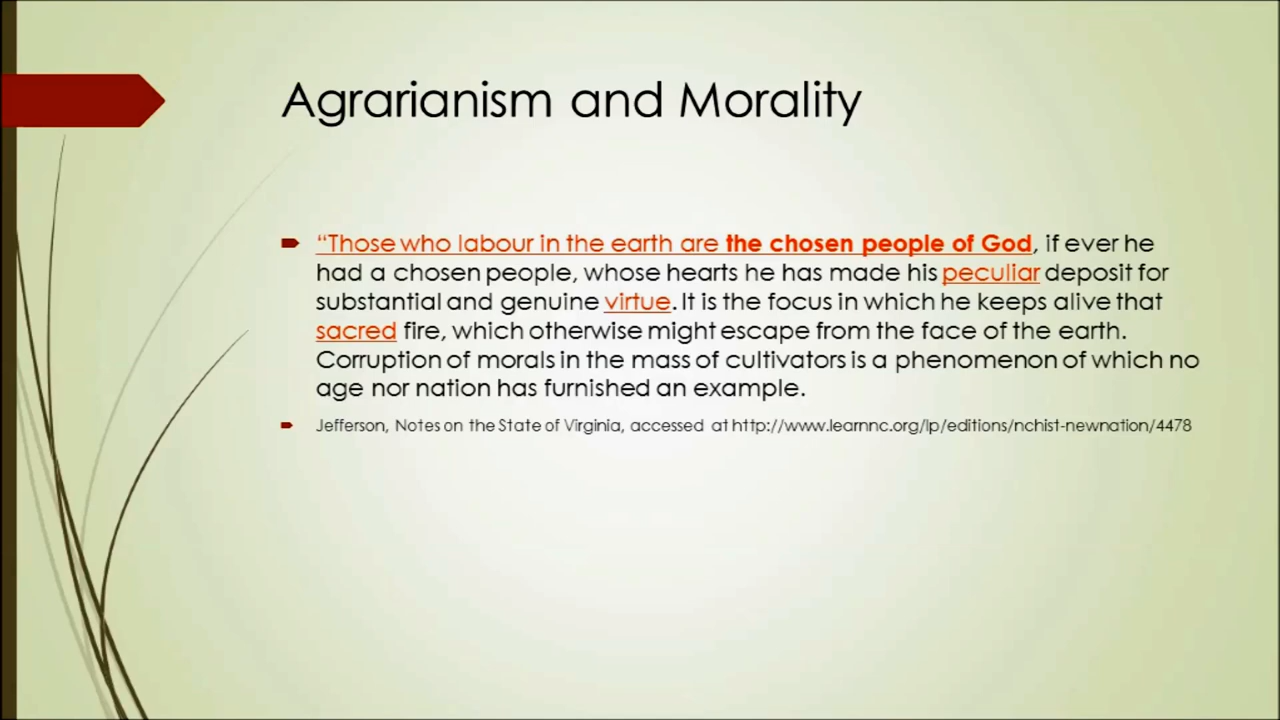 Agrarianism and Morality
“Those who labour in the earth are the chosen people of God, if ever he
had a chosen people, whose hearts he has made his peculiar deposit for
substantial and genuine virtue. It is the focus in which he keeps alive that
sacred fire, which otherwise might escape from the face of the earth.
Corruption of morals in the mass of cultivators is a phenomenon of which no
age nor nation has furnished an example.
Jefferson, Notes on the State of Virginia, accessed at http://www.learnnc.org/lp/editions/nchist-newnation/4478